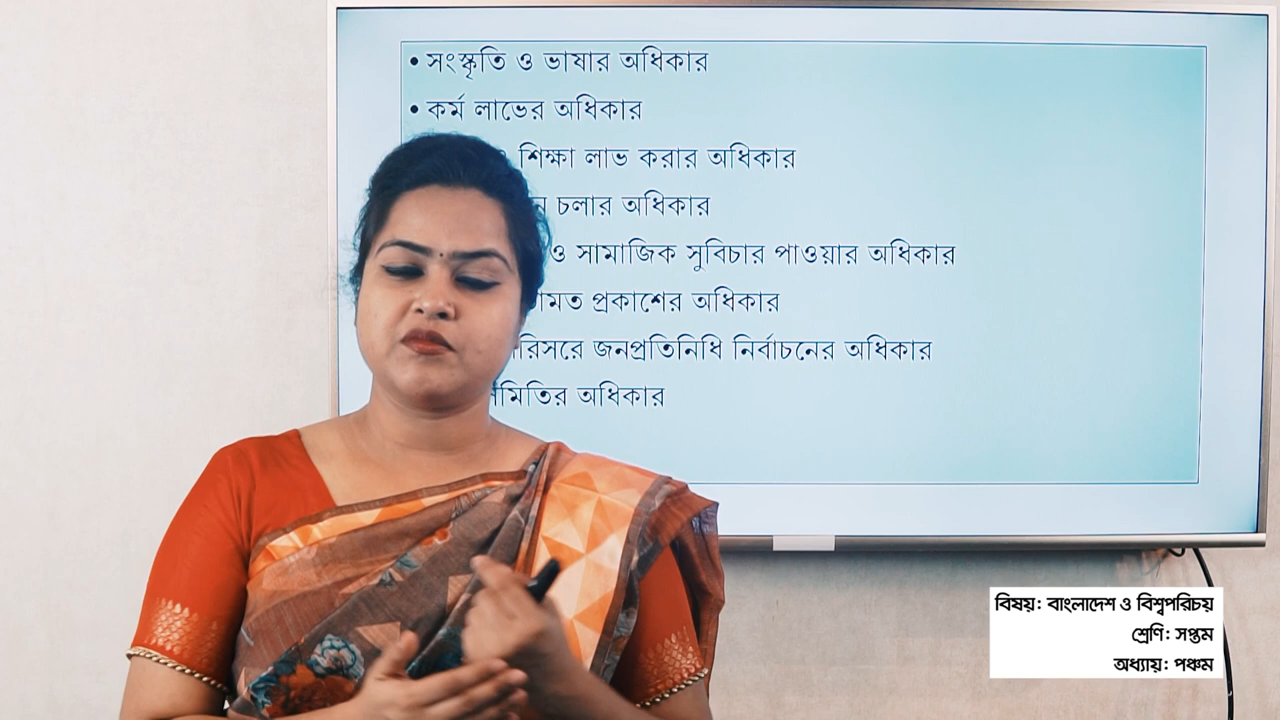 • সংস্কৃতি ও ভাষার অধিকার
• কর্ম লাভের অধিকার
শিক্ষা লাভ করার অধিকার
চলার অধিকার
ও সামাজিক সুবিচার পাওয়ার অধিকার
প্রকাশের অধিকার
জনপ্রতিনিধি নির্বাচনের অধিকার
অধিকার
বিষয়: বাংলাদেশ ও বিশ্বপরিচয়
শ্রেণি: সপ্তম
অধ্যায়: পঞ্চম